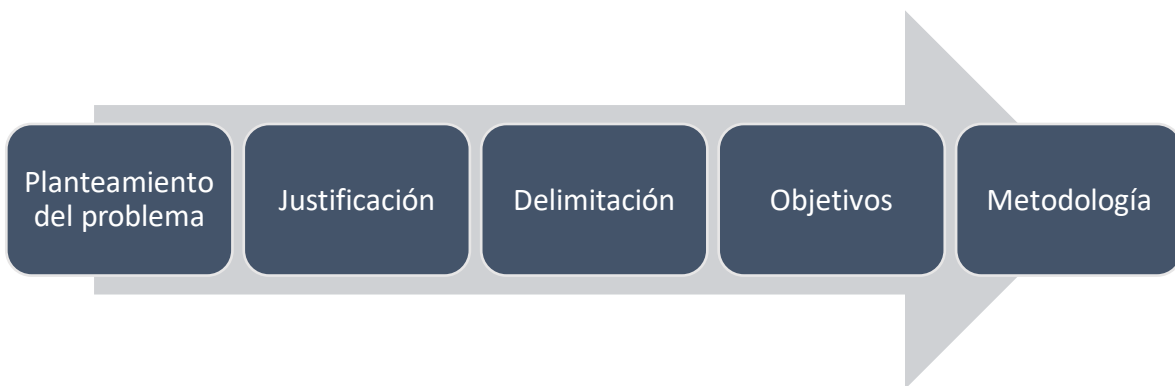 Planteamiento
del problema
Justificación
Delimitación
Objetivos
Metodología